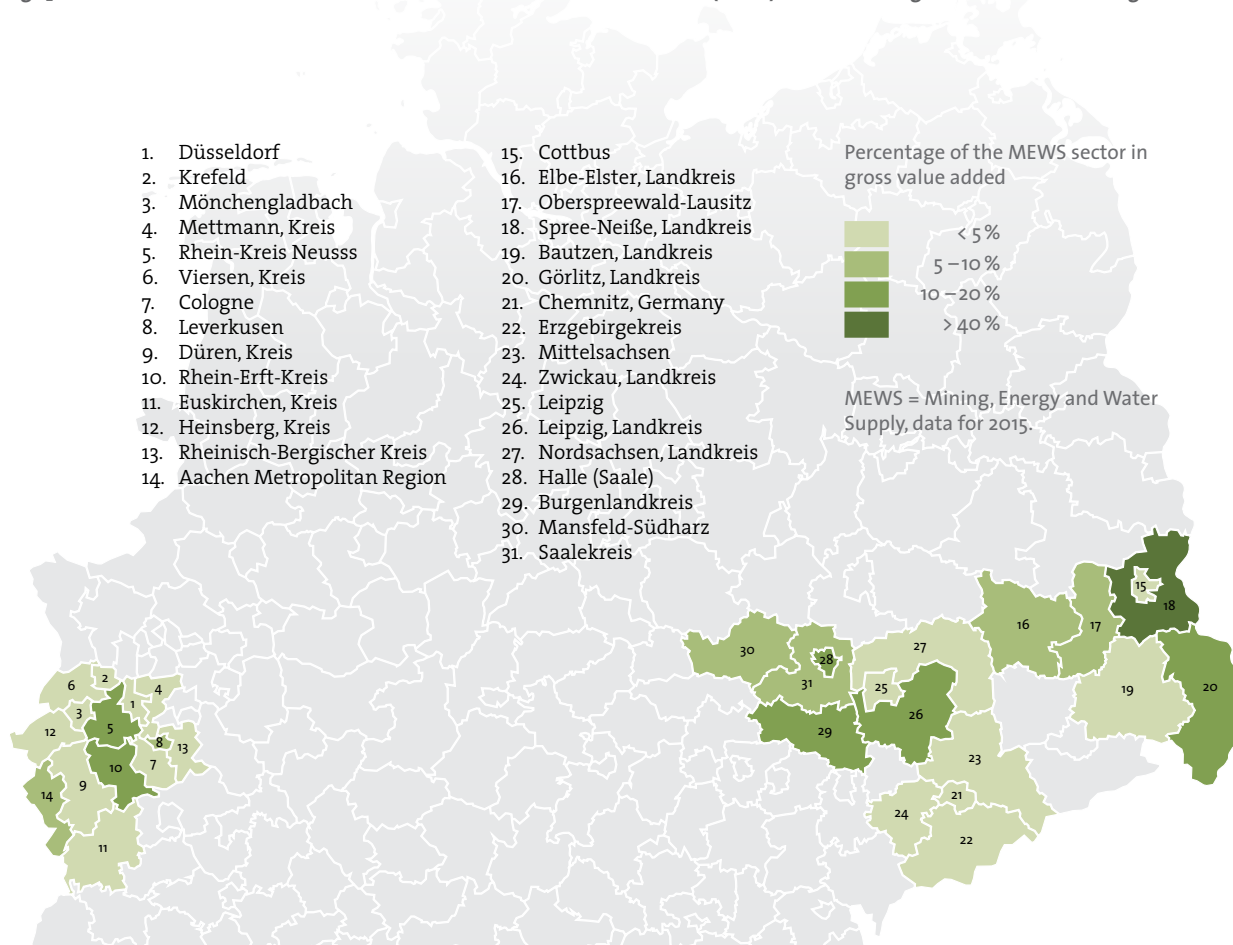 1. Düsseldorf
2. Krefeld
3. Mönchengladbach
4. Mettmann, Kreis
5. Rhein-Kreis Neusss
6. Viersen, Kreis
7. Cologne
8. Leverkusen
9. Düren, Kreis
10. Rhein-Erft-Kreis
11. Euskirchen, Kreis
12. Heinsberg, Kreis
13. Rheinisch-Bergischer Kreis
14. Aachen Metropolitan Region
15. Cottbus
16. Elbe-Elster, Landkreis
17. Oberspreewald-Lausitz
18. Spree-Neiße, Landkreis
19. Bautzen, Landkreis
20. Görlitz, Landkreis
21. Chemnitz, Germany
22. Erzgebirgekreis
23. Mittelsachsen
24. Zwickau, Landkreis
25. Leipzig
26. Leipzig, Landkreis
27. Nordsachsen, Landkreis
28. Halle (Saale)
29. Burgenlandkreis
30. Mansfeld-Südharz
31. Saalekreis
Percentage of the MEWS sector in
gross value added
< 5 %
5 – 10 %
10 – 20 %
> 40 %
MEWS = Mining, Energy and Water
Supply, data for 2015.
15
18
16
17
30
28
27
31
25
19
20
26
29
23
21
24
22
6
2
4
1
3
5
12
8
13
7
10
9
14
11